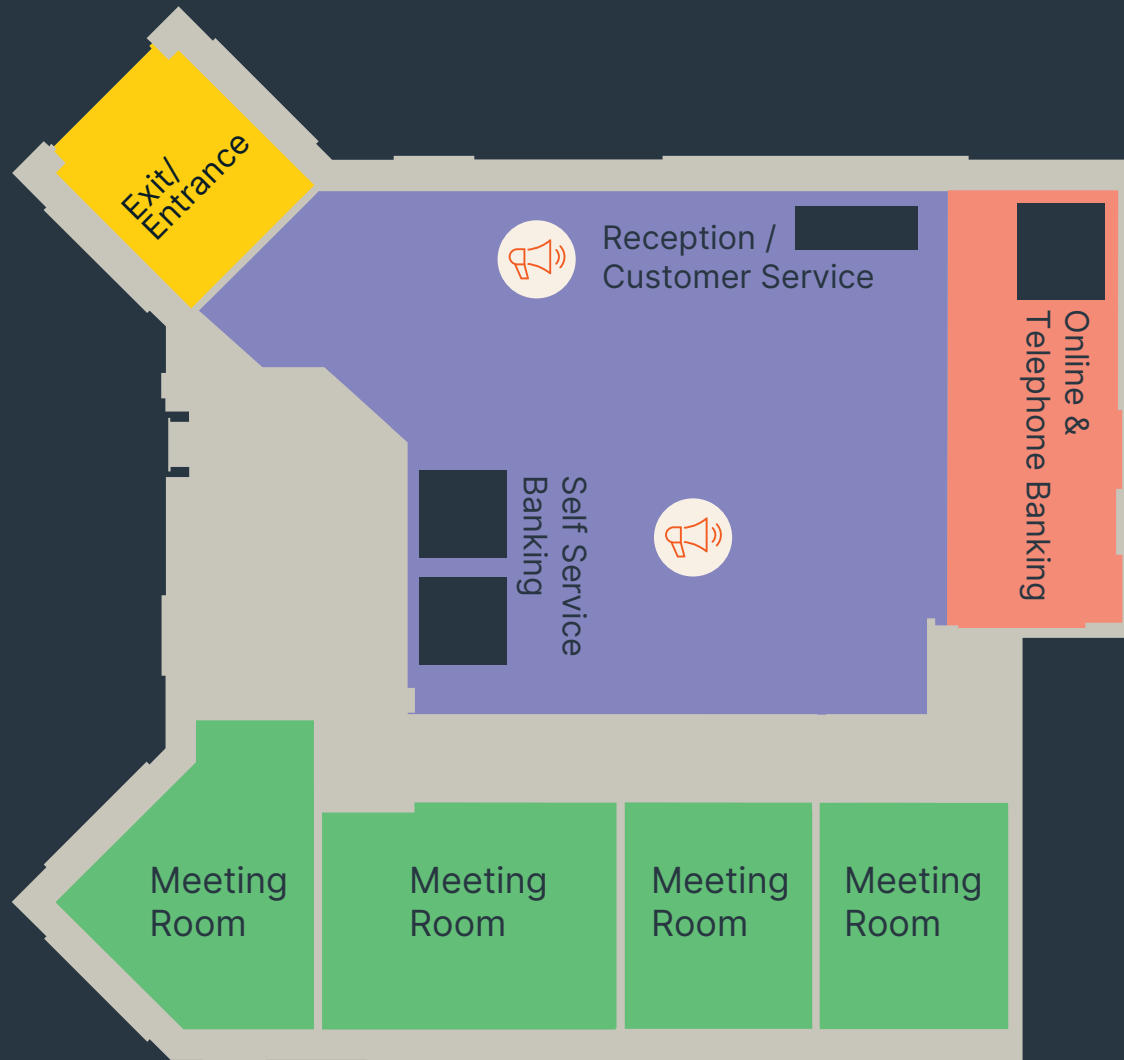 Exit/
Entrance
Reception /
Customer Service
Online &
Telephone Banking
Self Service
Banking
Meeting
Room
Meeting
Room
Meeting
Room
Meeting
Room